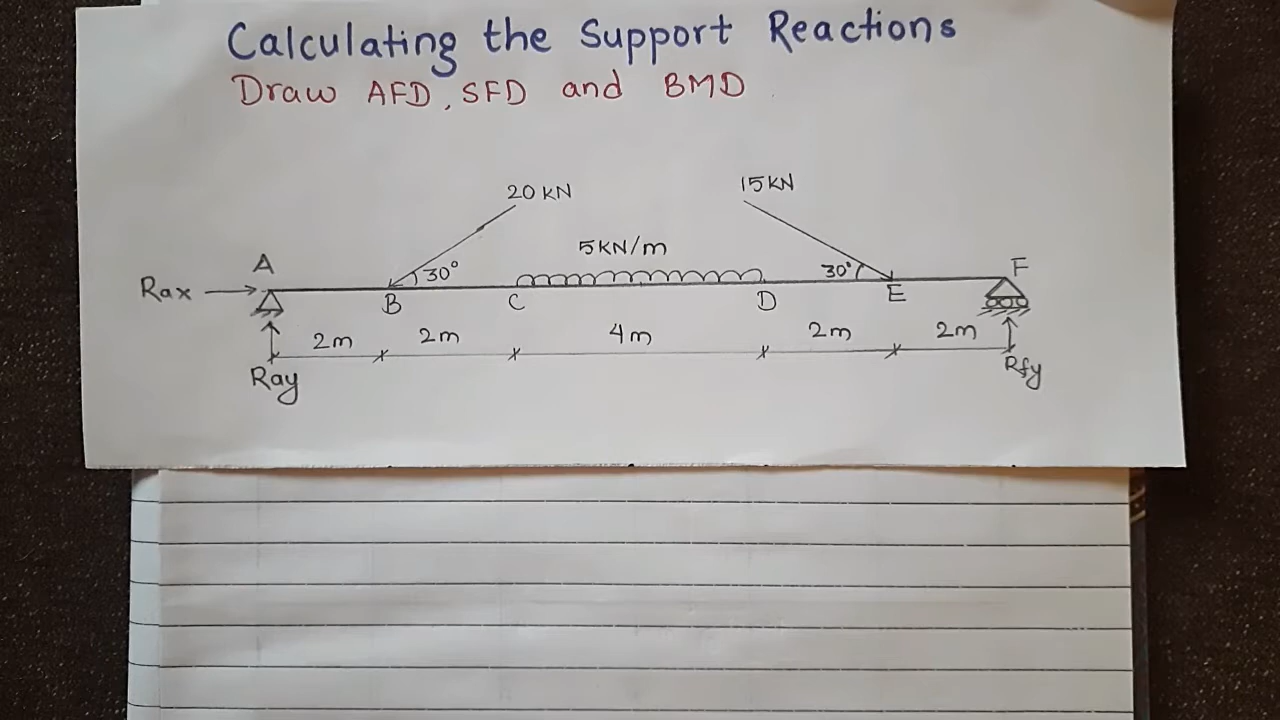 Calculating the Support Reactions
Draw AFD, SFD and BMD
20 KN
15 KN
5 KN/m
A
30°
30°
F
Rax
B
C
D
E
2m
2m
4m
2m
2m
Ray
Rfy